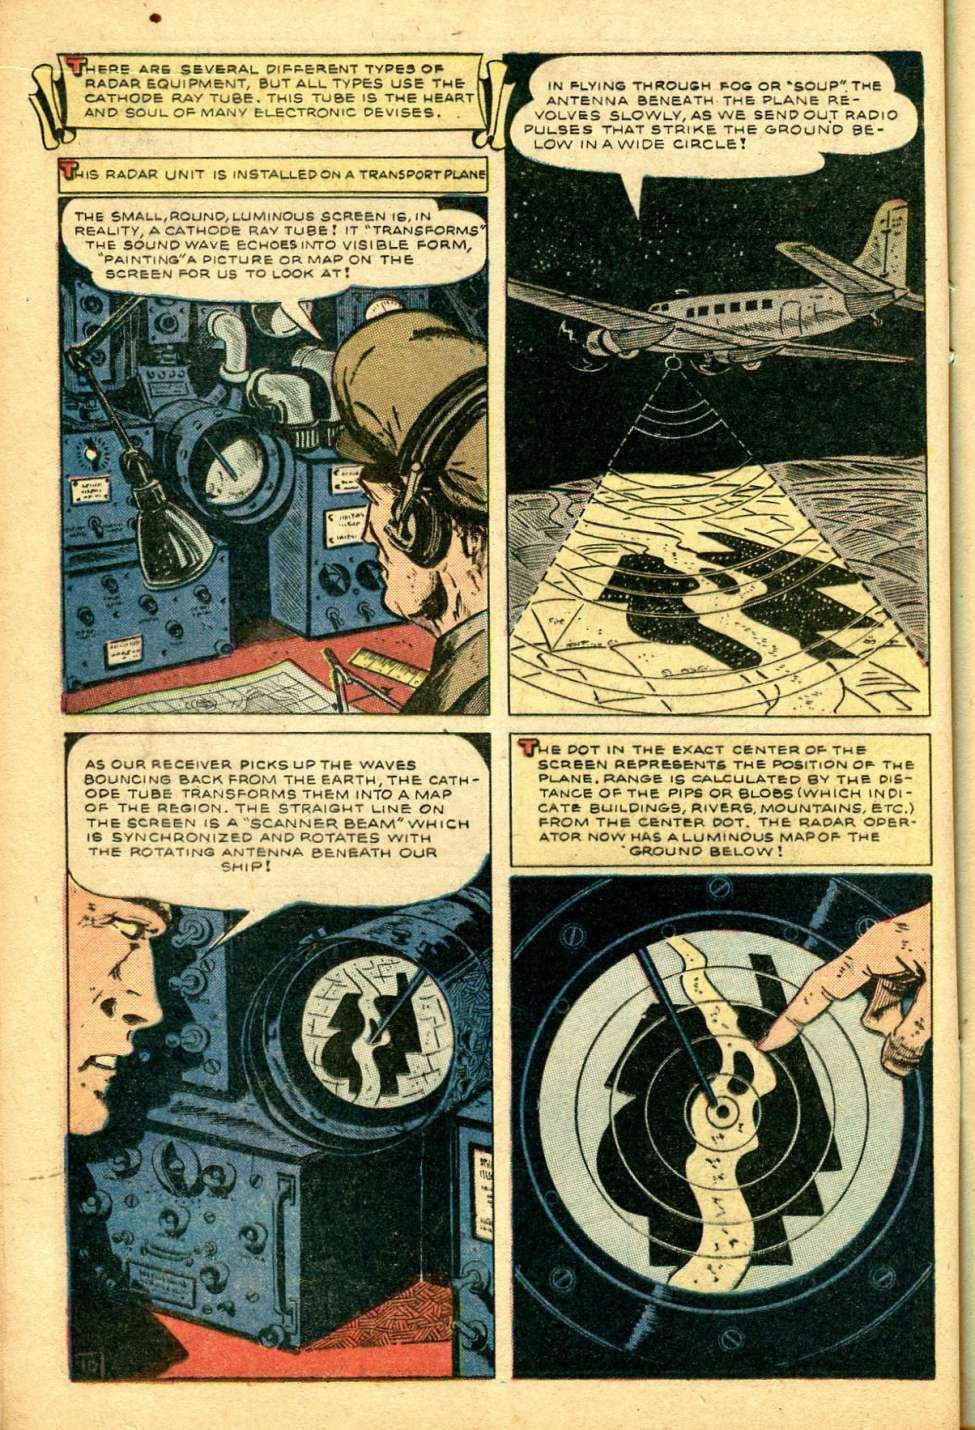 THERE ARE SEVERAL DIFFERENT TYPES OF
RADAR EQUIPMENT, BUT ALL TYPES USE THE
CATHODE RAY TUBE. THIS TUBE IS THE HEART
AND SOUL OF MANY ELECTRONIC DEVISES.
THIS RADAR UNIT IS INSTALLED ON A TRANSPORT PLANE
THE SMALL, ROUND, LUMINOUS SCREEN IS, IN
REALITY, A CATHODE RAY TUBE! IT "TRANSFORMS"
THE SOUND WAVE ECHOES INTO VISIBLE FORM,
"PAINTING" A PICTURE OR MAP ON THE
SCREEN FOR US TO LOOK AT!
IN FLYING THROUGH FOG OR "SOUP" THE
ANTENNA BENEATH THE PLANE RE-
VOLVES SLOWLY, AS WE SEND OUT RADIO
PULSES THAT STRIKE THE GROUND BE-
LOW IN A WIDE CIRCLE!
AS OUR RECEIVER PICKS UP THE WAVES
BOUNCING BACK FROM THE EARTH, THE CATH-
ODE TUBE TRANSFORMS THEM INTO A MAP
OF THE REGION. THE STRAIGHT LINE ON
THE SCREEN IS A "SCANNER BEAM" WHICH
IS SYNCHRONIZED AND ROTATES WITH
THE ROTATING ANTENNA BENEATH OUR
SHIP!
THE DOT IN THE EXACT CENTER OF THE
SCREEN REPRESENTS THE POSITION OF THE
PLANE. RANGE IS CALCULATED BY THE DIS-
TANCE OF THE PIPS OR BLOBS (WHICH INDI-
CATE BUILDINGS, RIVERS, MOUNTAINS, ETC.)
FROM THE CENTER DOT. THE RADAR OPER-
ATOR NOW HAS A LUMINOUS MAP OF THE
GROUND BELOW!
10